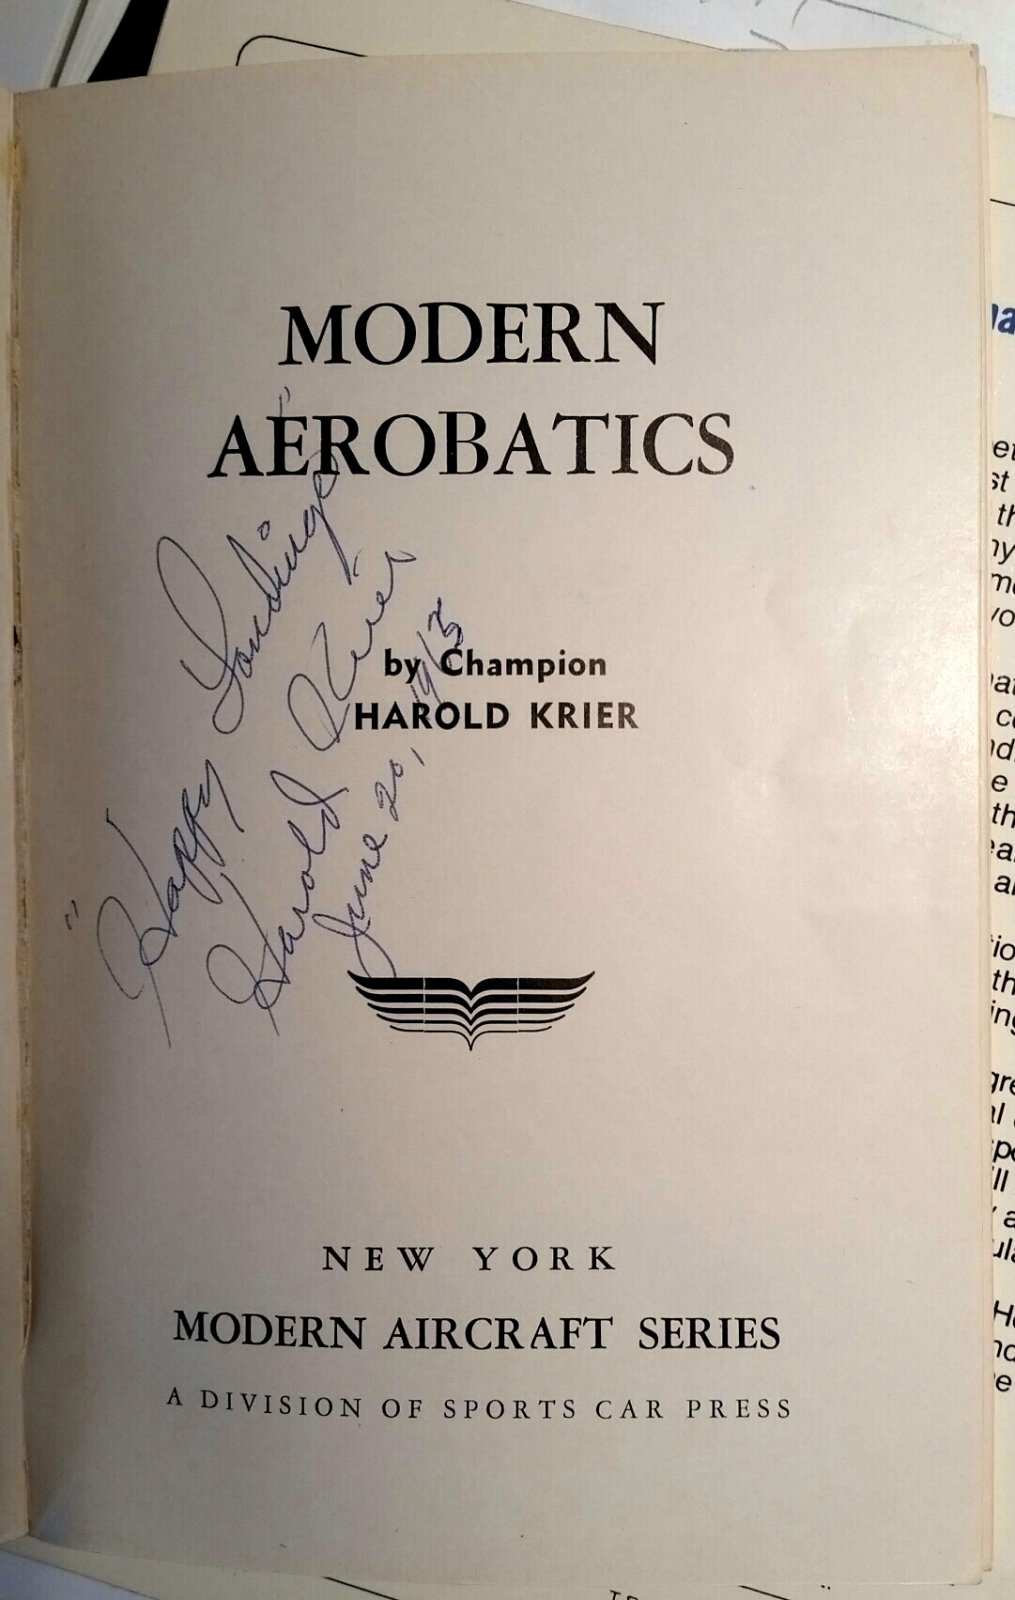 MODERN
AEROBATICS
by Champion
HAROLD KRIER
"Happy Landings"
Harold Krier
June 20,
NEW YORK
MODERN AIRCRAFT SERIES
A DIVISION OF SPORTS CAR PRESS